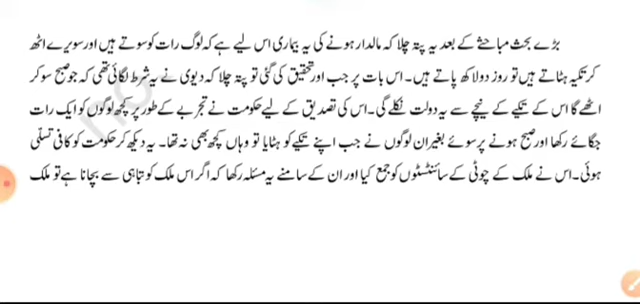 بڑے بحث مباحثے کے بعد یہ پتہ چلا کہ مالدار ہونے کی یہ بیماری اس لیے ہے کہ لوگ رات کو سوتے ہیں اور سویرے اٹھ
کر تکیہ ہٹاتے ہیں تو روز دو لاکھ پاتے ہیں۔ اس بات پر جب اور تحقیق کی گئی تو پتہ چلا کہ دیوی نے یہ شرط لگائی تھی کہ جو صبح سو کر
اٹھے گا اس کے تکیے کے نیچے سے یہ دولت نکلے گی۔ اس کی تصدیق کے لیے حکومت نے تجربے کے طور پر کچھ لوگوں کو ایک رات
جگائے رکھا اور صبح ہونے پر سوئے بغیر ان لوگوں نے جب اپنے تکیے کو ہٹایا تو وہاں کچھ بھی نہ تھا۔ یہ دیکھ کر حکومت کو کافی تسلّی
ہوئی۔ اس نے ملک کے چوٹی کے سائنٹسٹوں کو جمع کیا اور ان کے سامنے یہ مسئلہ رکھا کہ اگر اس ملک کو تباہی سے بچانا ہے تو ملک